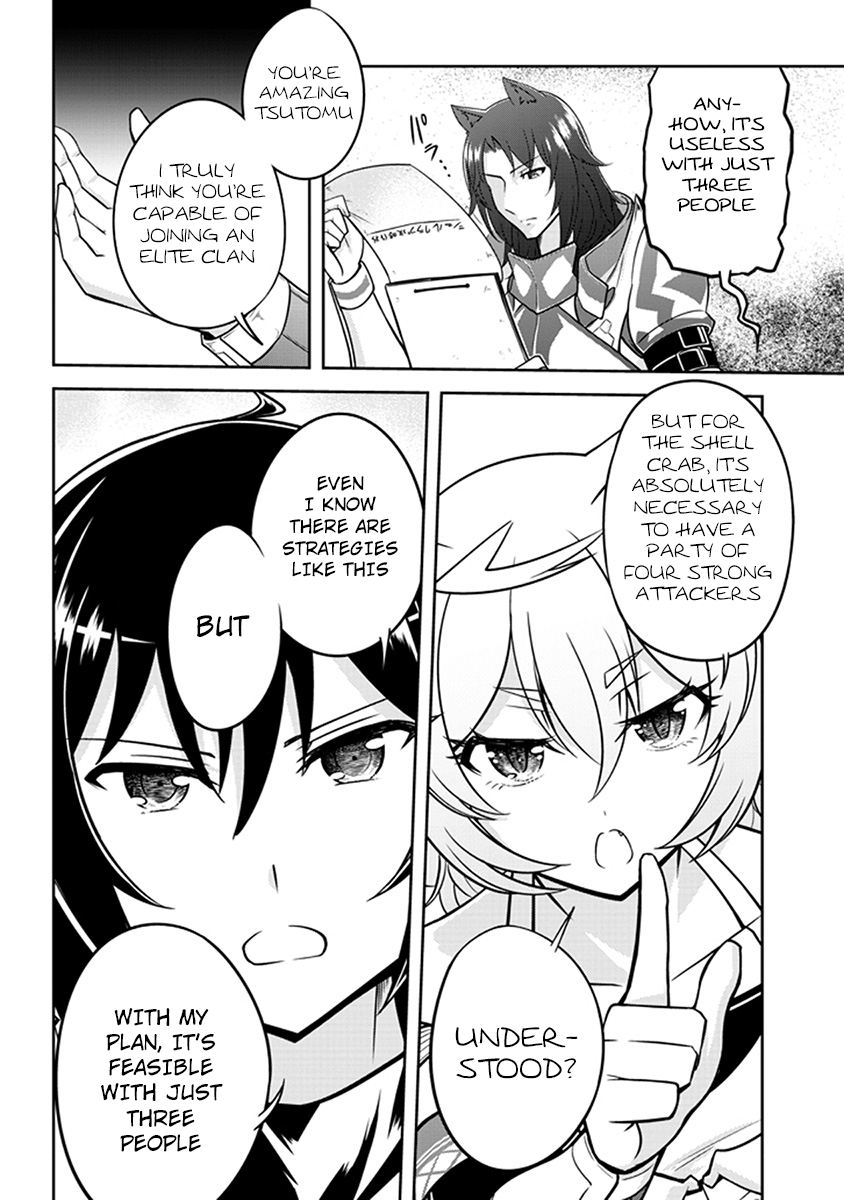 ANY-
HOW, IT'S
USELESS
WITH JUST
THREE
PEOPLE
YOU'RE
AMAZING
TSUTOMU
I TRULY
THINK YOU'RE
CAPABLE OF
JOINING AN
ELITE CLAN
BUT FOR
THE SHELL
CRAB, IT'S
ABSOLUTELY
NECESSARY
TO HAVE A
PARTY OF
FOUR STRONG
ATTACKERS
UNDER-
STOOD?
EVEN
I KNOW
THERE ARE
STRATEGIES
LIKE THIS
BUT
WITH MY
PLAN, IT'S
FEASIBLE
WITH JUST
THREE
PEOPLE